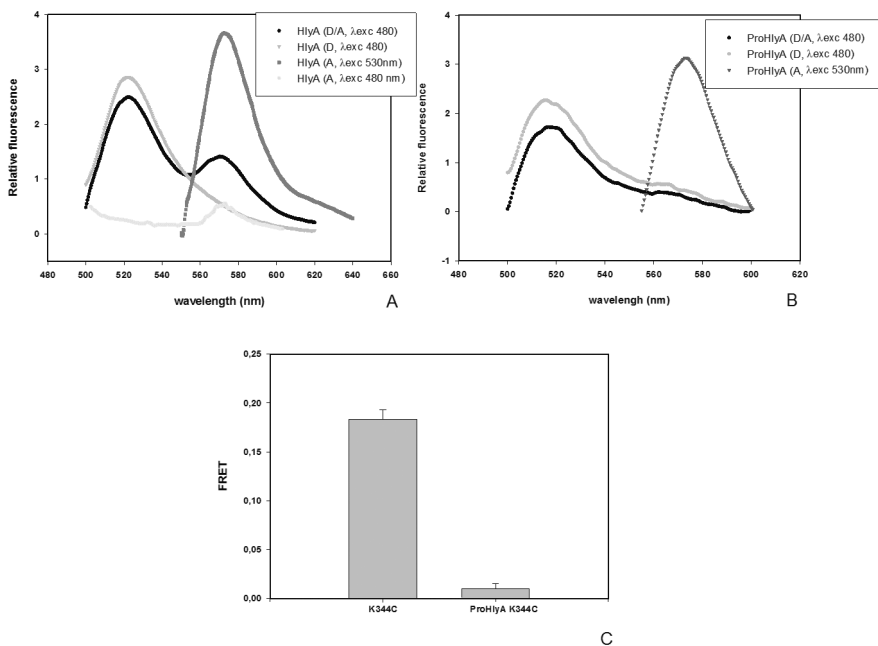 HlyA (D/A, λexc 480)
HlyA (D, λexc 480)
HlyA (A, λexc 530nm)
HlyA (A, λexc 480 nm)
Relative fluorescence
4
3
2
1
0
480 500 520 540 560 580 600 620 640 660
wavelength (nm)
A
ProHlyA (D/A, λexc 480)
ProHlyA (D, λexc 480)
ProHlyA (A, λexc 530nm)
Relative fluorescence
4
3
2
1
0
-1
480 500 520 540 560 580 600 620
wavelengh (nm)
B
FRET
0,25
0,20
0,15
0,10
0,05
0,00
K344C ProHlyA K344C
C